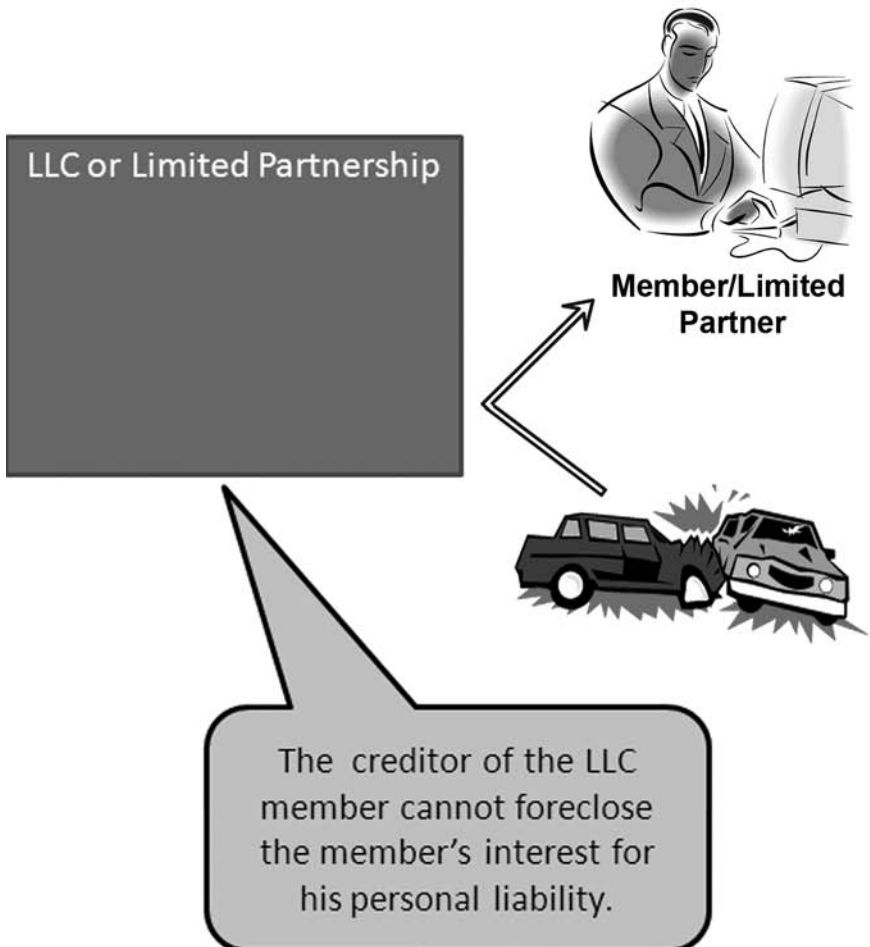 LLC or Limited Partnership
Member/Limited
Partner
The creditor of the LLC
member cannot foreclose
the member's interest for
his personal liability.